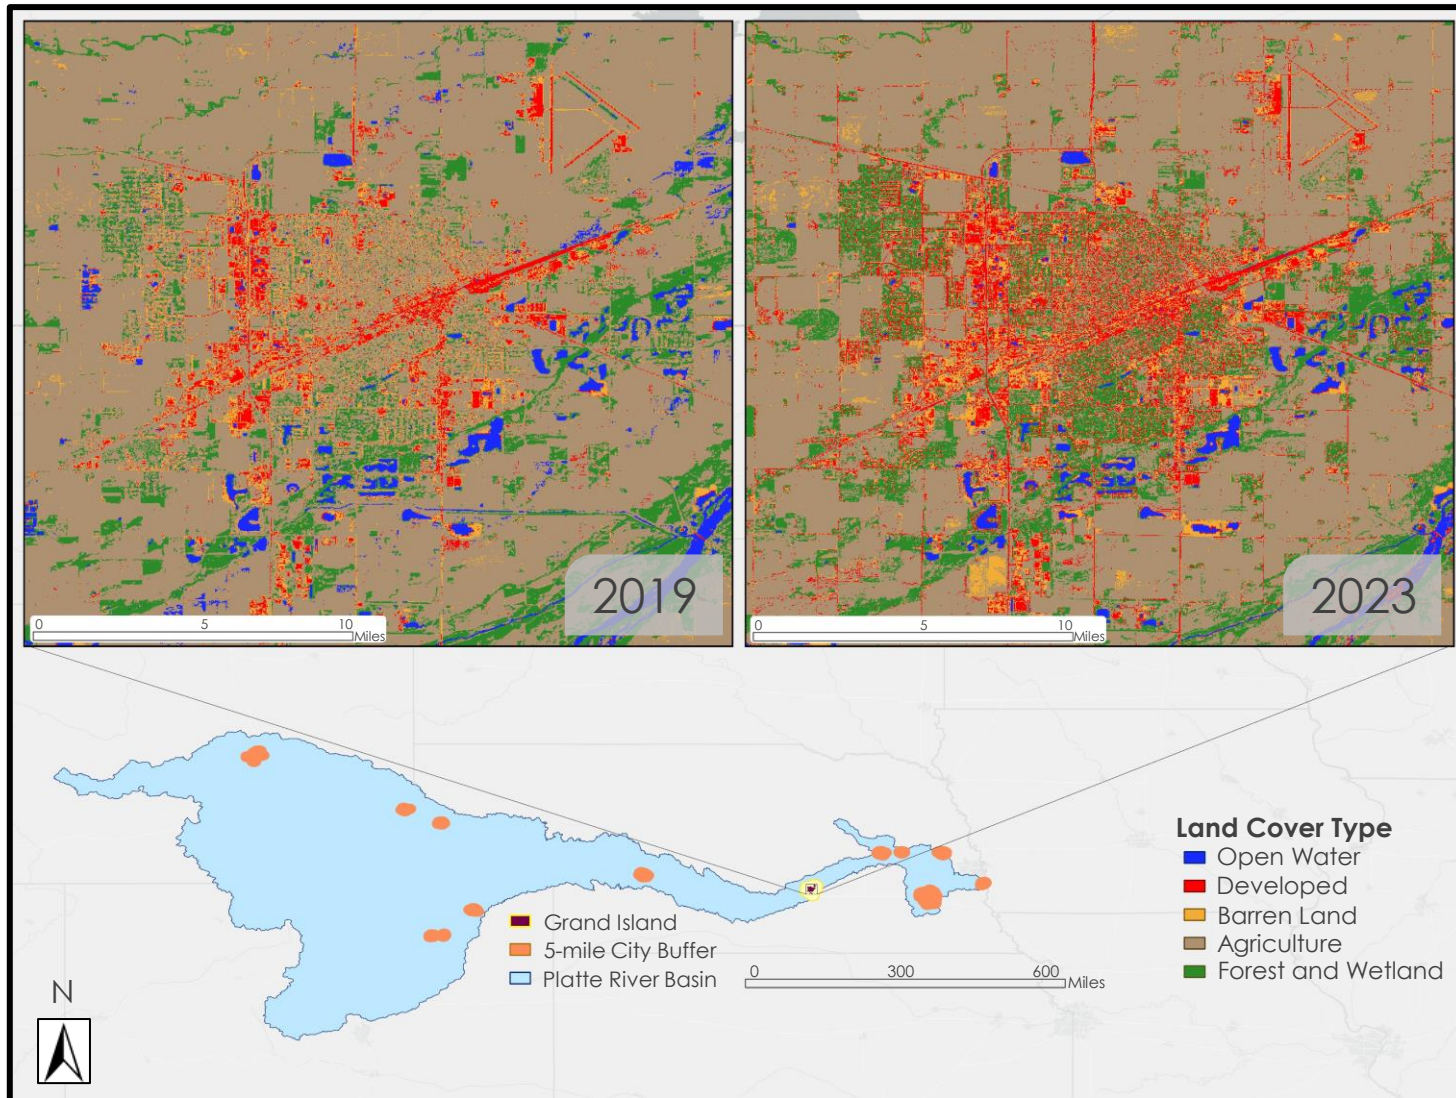 2019
0 5 10
Miles
2023
0 5 10
Miles
Grand Island
5-mile City Buffer
Platte River Basin
0 300 600
Miles
Land Cover Type
Open Water
Developed
Barren Land
Agriculture
Forest and Wetland
N